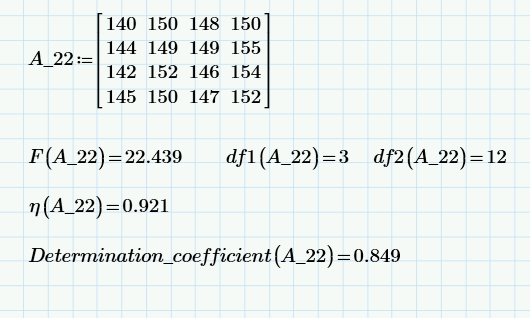 140 150 148 150
144 149 149 155
A_22:=
142 152 146 154
145 150 147 152
F(A_22)=22.439 df1(A_22)=3 df2(A_22)=12
η(A_22)=0.921
Determination_coefficient(A_22)=0.849